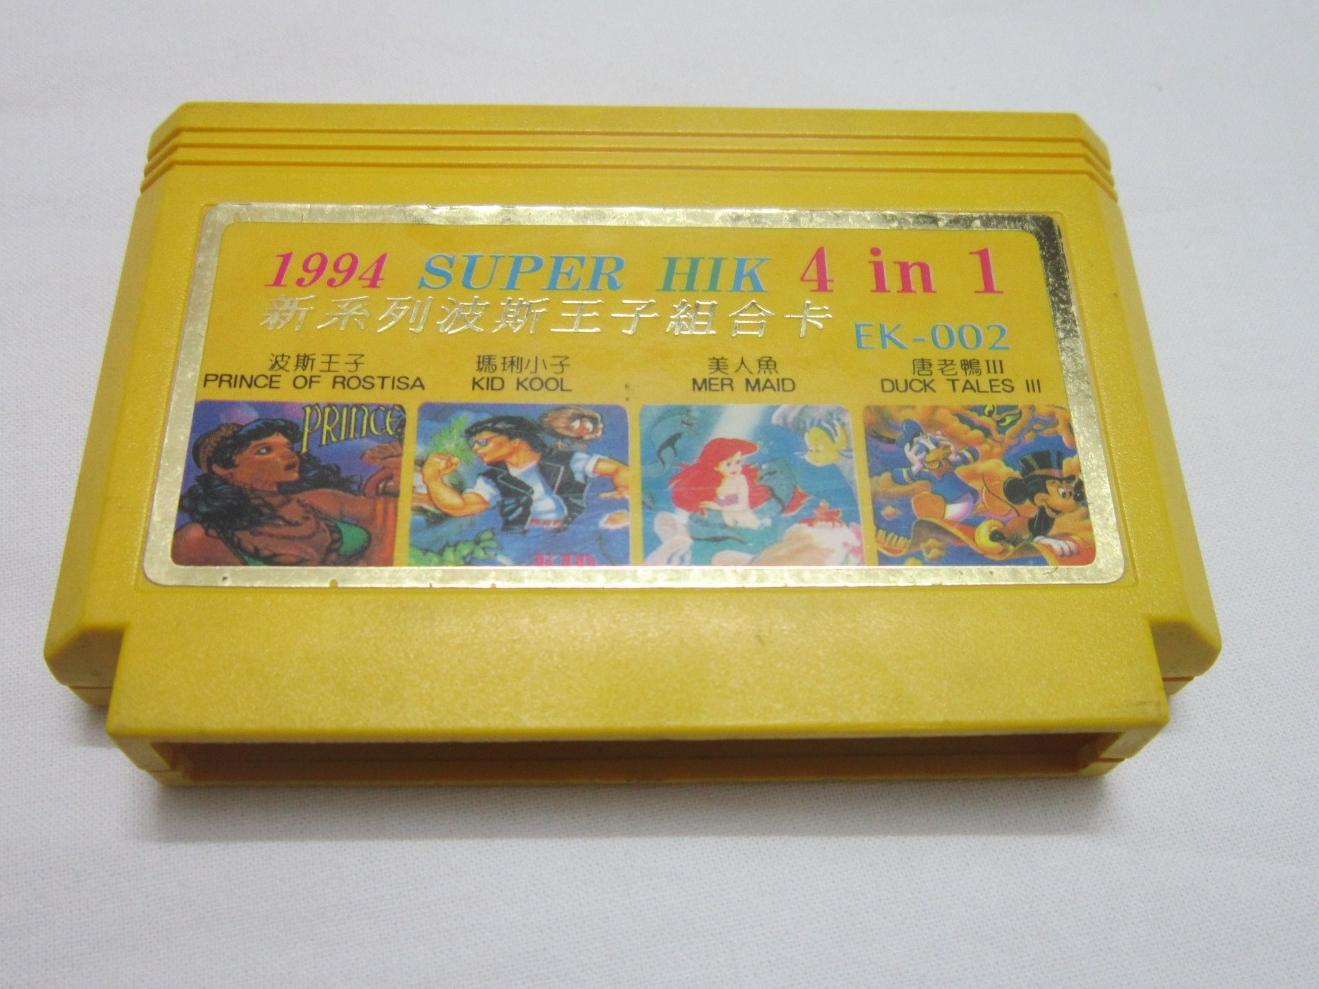 1994 SUPER HIK 4 in 1
新系列波斯王子組合卡
EK-002
波斯王子
PRINCE OF ROSTISA
瑪琍小子
KID KOOL
美人魚
MER MAID
唐老鴨III
DUCK TALES III
PRINCE
KID